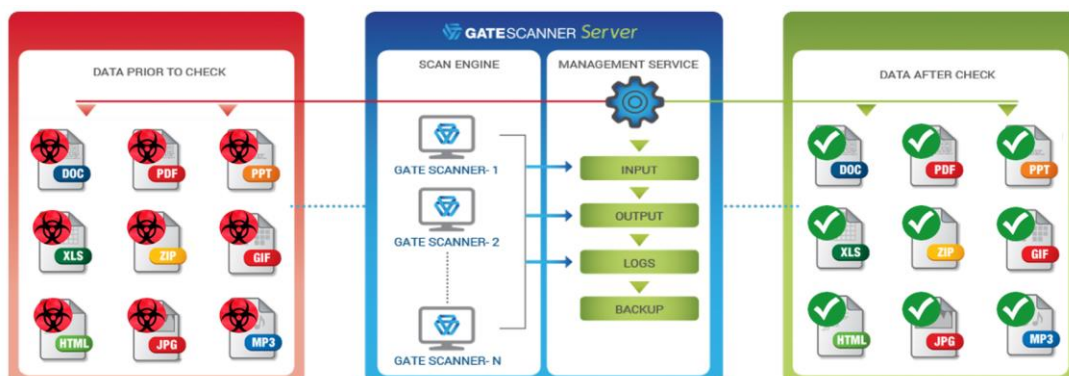 GATESCANNER Server
DATA PRIOR TO CHECK
DOC
PDF
PPT
XLS
ZIP
GIF
HTML
JPG
MP3
SCAN ENGINE
GATE SCANNER- 1
GATE SCANNER- 2
GATE SCANNER- N
MANAGEMENT SERVICE
INPUT
OUTPUT
LOGS
BACKUP
DATA AFTER CHECK
DOC
PDF
PPT
XLS
ZIP
GIF
HTML
JPG
MP3